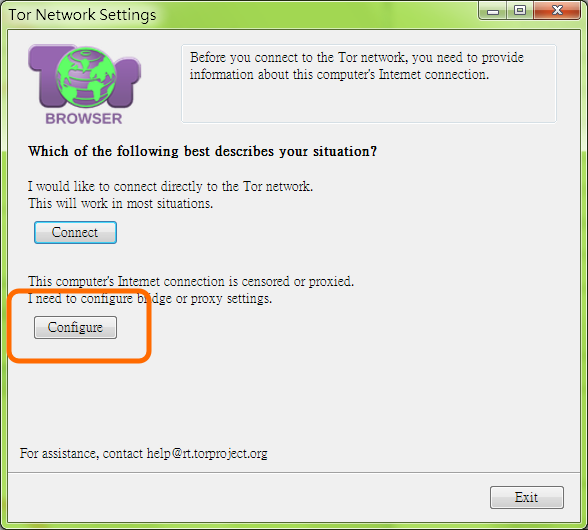 Tor Network Settings
Before you connect to the Tor network, you need to provide
information about this computer's Internet connection.
Tor
BROWSER
Which of the following best describes your situation?
I would like to connect directly to the Tor network.
This will work in most situations.
Connect
This computer's Internet connection is censored or proxied.
I need to configure bridge or proxy settings.
Configure
For assistance, contact help@rt.torproject.org
Exit